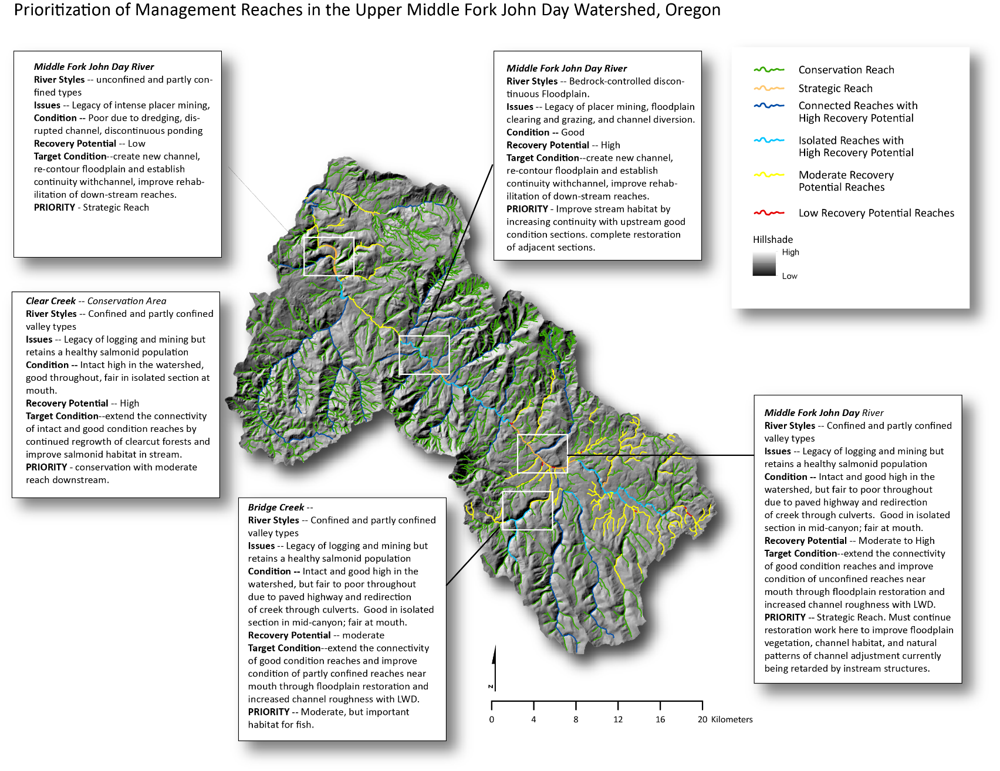 Prioritization of Management Reaches in the Upper Middle Fork John Day Watershed, Oregon
Middle Fork John Day River
River Styles -- unconfined and partly con-
fined types
Issues -- Legacy of intense placer mining,
Condition -- Poor due to dredging, dis-
rupted channel, discontinuous ponding
Recovery Potential -- Low
Target Condition--create new channel,
re-contour floodplain and establish
continuity withchannel, improve rehab-
ilitation of down-stream reaches.
PRIORITY - Strategic Reach
Middle Fork John Day River
River Styles -- Bedrock-controlled discon-
tinuous Floodplain.
Issues -- Legacy of placer mining, floodplain
clearing and grazing, and channel diversion.
Condition -- Good
Recovery Potential -- High
Target Condition--create new channel,
re-contour floodplain and establish
continuity withchannel, improve rehab-
ilitation of down-stream reaches.
PRIORITY - Improve stream habitat by
increasing continuity with upstream good
condition sections. complete restoration
of adjacent sections.
Conservation Reach
Strategic Reach
Connected Reaches with
High Recovery Potential
Isolated Reaches with
High Recovery Potential
Moderate Recovery
Potential Reaches
Low Recovery Potential Reaches
Hillshade
High
Low
Clear Creek -- Conservation Area
River Styles -- Confined and partly confined
valley types
Issues -- Legacy of logging and mining but
retains a healthy salmonid population
Condition -- Intact high in the watershed,
good throughout, fair in isolated section at
mouth.
Recovery Potential -- High
Target Condition--extend the connectivity
of intact and good condition reaches by
continued regrowth of clearcut forests and
improve salmonid habitat in stream.
PRIORITY - conservation with moderate
reach downstream.
Bridge Creek --
River Styles -- Confined and partly confined
valley types
Issues -- Legacy of logging and mining but
retains a healthy salmonid population
Condition -- Intact and good high in the
watershed, but fair to poor throughout
due to paved highway and redirection
of creek through culverts.  Good in isolated
section in mid-canyon; fair at mouth.
Recovery Potential -- moderate
Target Condition--extend the connectivity
of good condition reaches and improve
condition of partly confined reaches near
mouth through floodplain restoration and
increased channel roughness with LWD.
PRIORITY -- Moderate, but important
habitat for fish.
Middle Fork John Day River
River Styles -- Confined and partly confined
valley types
Issues -- Legacy of logging and mining but
retains a healthy salmonid population
Condition -- Intact and good high in the
watershed, but fair to poor throughout
due to paved highway and redirection
of creek through culverts.  Good in isolated
section in mid-canyon; fair at mouth.
Recovery Potential -- Moderate to High
Target Condition--extend the connectivity
of good condition reaches and improve
condition of unconfined reaches near
mouth through floodplain restoration and
increased channel roughness with LWD.
PRIORITY -- Strategic Reach. Must continue
restoration work here to improve floodplain
vegetation, channel habitat, and natural
patterns of channel adjustment currently
being retarded by instream structures.
N
0 4 8 12 16 20 Kilometers